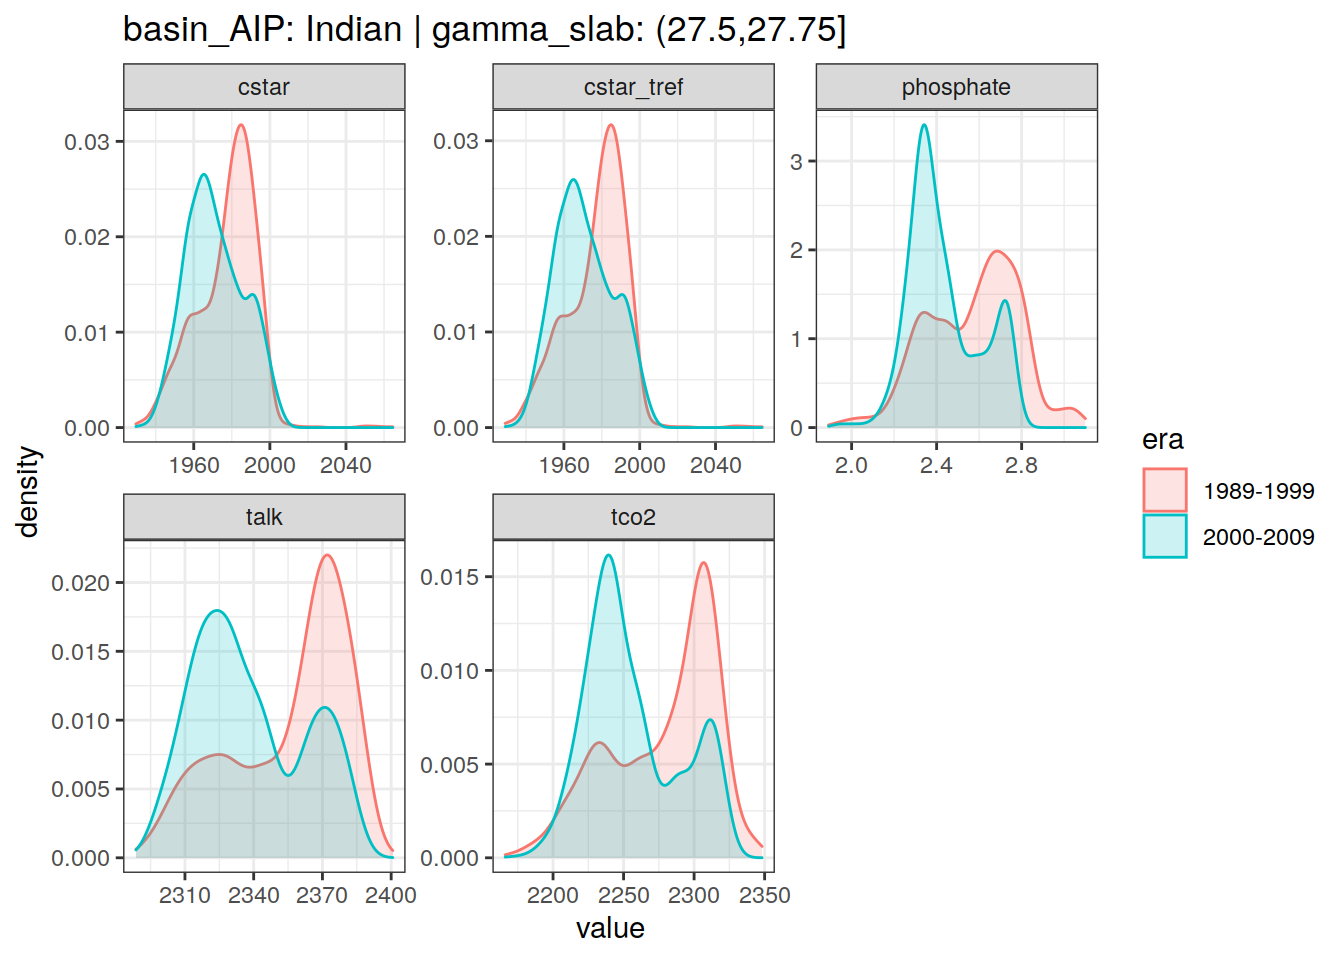 basin_AIP: Indian | gamma_slab: (27.5,27.75]
cstar
cstar_tref
phosphate
0.03
0.02
0.01
0.00
1960 2000 2040
0.03
0.02
0.01
0.00
1960 2000 2040
3
2
1
0
2.0 2.4 2.8
talk
tco2
0.020
0.015
0.010
0.005
0.000
2310 2340 2370 2400
0.015
0.010
0.005
0.000
2200 2250 2300 2350
density
value
era
1989-1999
2000-2009